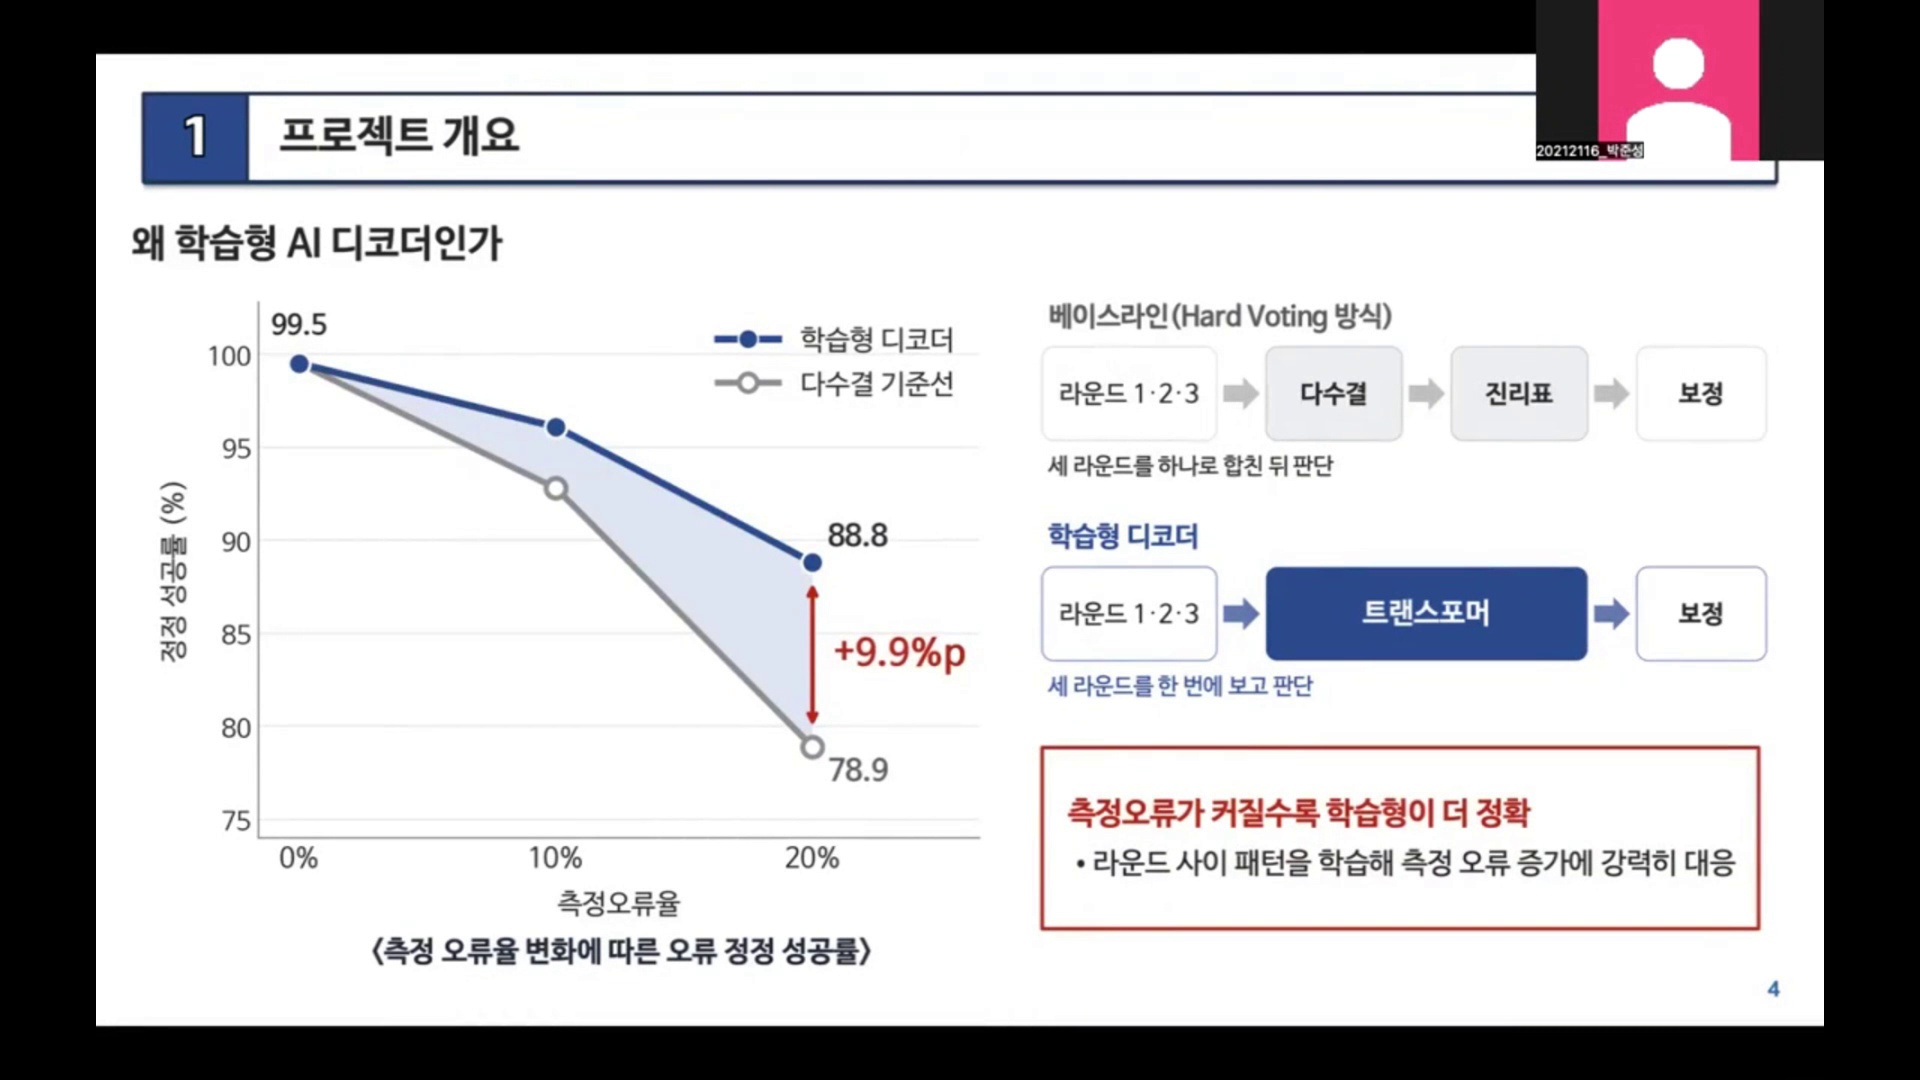 20212116_박준성
1 프로젝트 개요
왜 학습형 AI 디코더인가
99.5
학습형 디코더
다수결 기준선
100
95
90
85
80
75
정정 성공률 (%)
88.8
+9.9%p
78.9
0% 10% 20%
측정오류율
〈측정 오류율 변화에 따른 오류 정정 성공률〉
베이스라인(Hard Voting 방식)
라운드 1·2·3 다수결 진리표 보정
세 라운드를 하나로 합친 뒤 판단
학습형 디코더
라운드 1·2·3 트랜스포머 보정
세 라운드를 한 번에 보고 판단
측정오류가 커질수록 학습형이 더 정확
• 라운드 사이 패턴을 학습해 측정 오류 증가에 강력히 대응
4